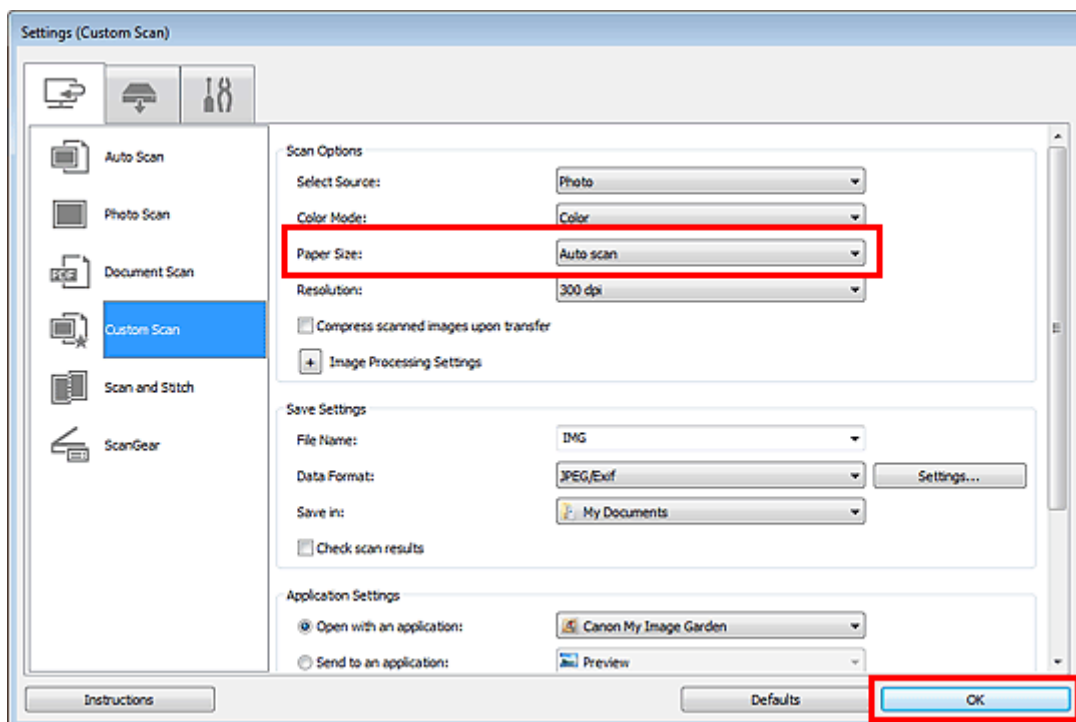 Settings (Custom Scan)
Auto Scan
Photo Scan
PDF
Document Scan
Custom Scan
Scan and Stitch
ScanGear
Scan Options
Select Source: Photo
Color Mode: Color
Paper Size: Auto scan
Resolution: 300 dpi
Compress scanned images upon transfer
+ Image Processing Settings
Save Settings
File Name: IMG
Data Format: JPEG/Exif Settings...
Save in: My Documents
Check scan results
Application Settings
Open with an application: Canon My Image Garden
Send to an application: Preview
Instructions Defaults OK